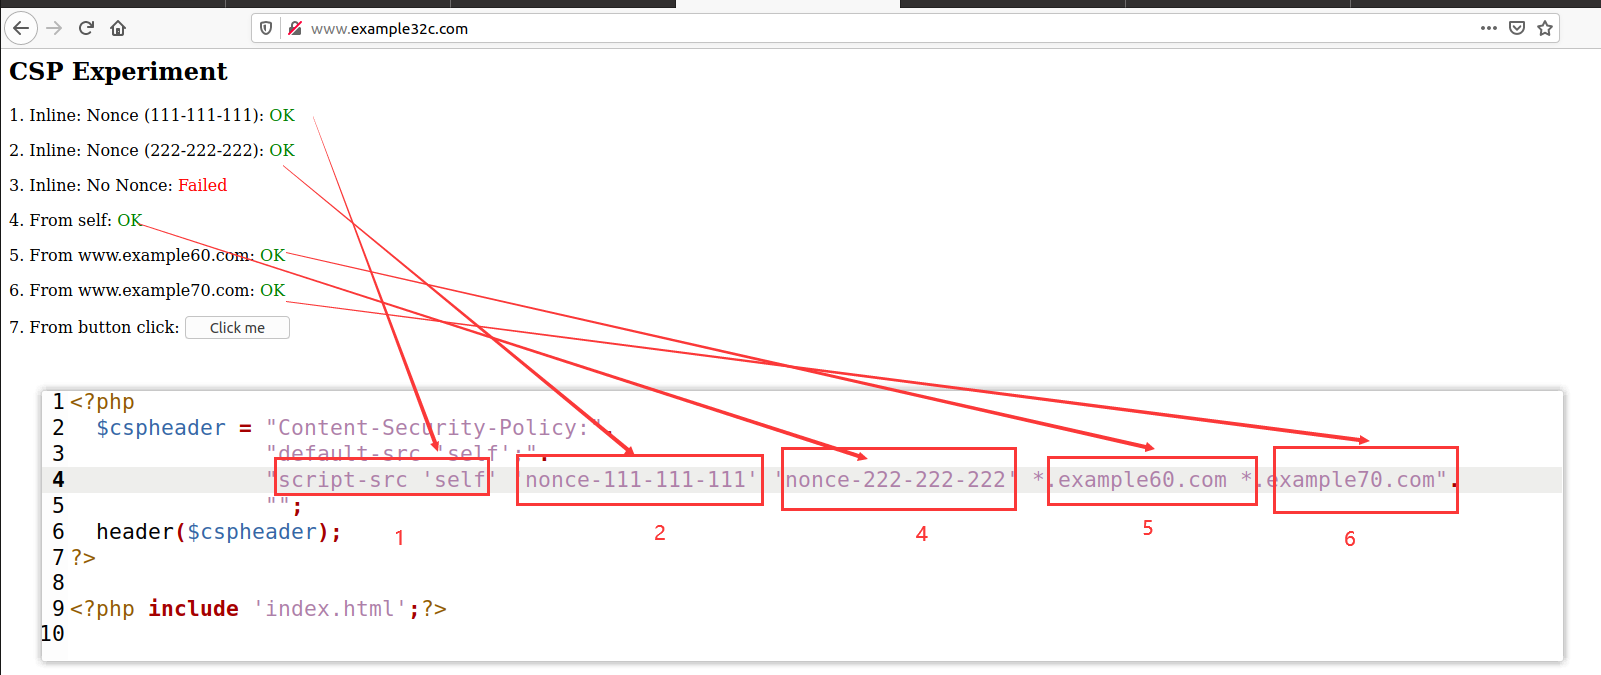 www.example32c.com
CSP Experiment
1. Inline: Nonce (111-111-111): OK
2. Inline: Nonce (222-222-222): OK
3. Inline: No Nonce: Failed
4. From self: OK
5. From www.example60.com: OK
6. From www.example70.com: OK
7. From button click: Click me
1 <?php
2 $cspheader = "Content-Security-Policy:".
3 "default-src 'self';".
4 "script-src 'self' 'nonce-111-111-111' 'nonce-222-222-222' *.example60.com *.example70.com".
5 "";
6 header($cspheader);
7 ?>
8
9 <?php include 'index.html';?>
10
1 2 4 5 6